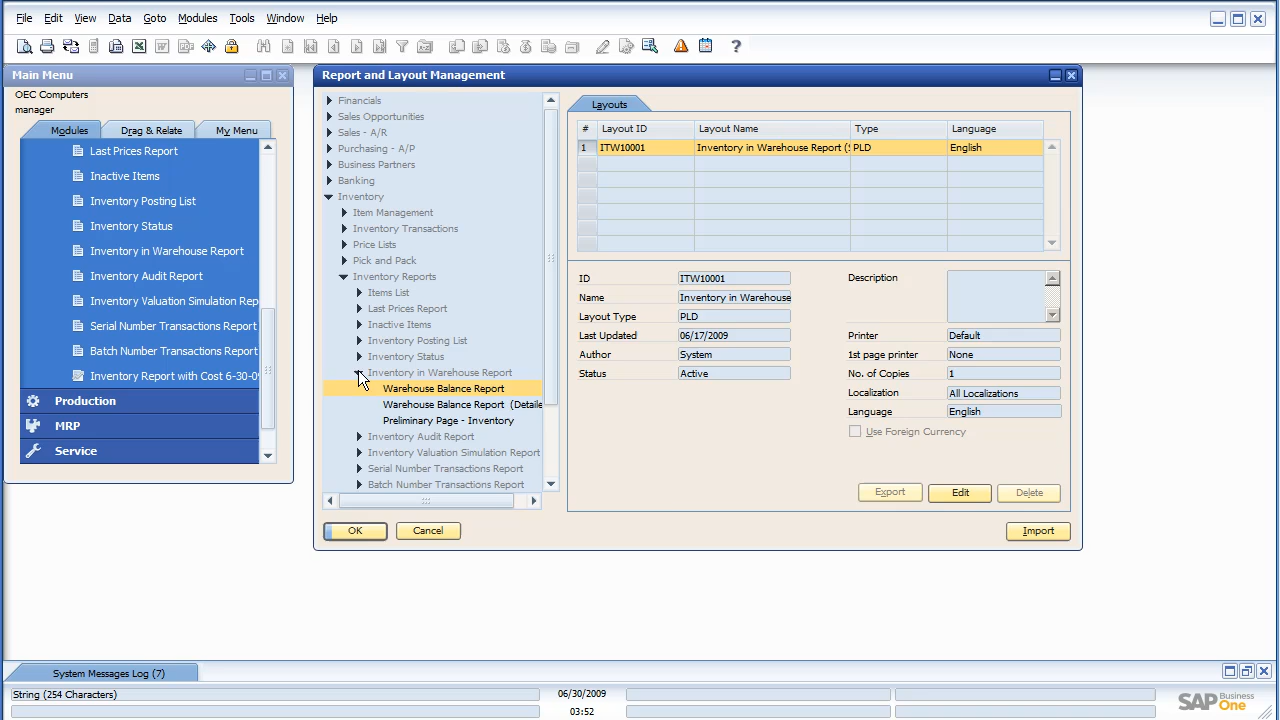 File Edit View Data Goto Modules Tools Window Help
Main Menu
OEC Computers
manager
Modules Drag & Relate My Menu
Last Prices Report
Inactive Items
Inventory Posting List
Inventory Status
Inventory in Warehouse Report
Inventory Audit Report
Inventory Valuation Simulation Rep
Serial Number Transactions Report
Batch Number Transactions Report
Inventory Report with Cost 6-30-0
Production
MRP
Service
Report and Layout Management
Financials
Sales Opportunities
Sales - A/R
Purchasing - A/P
Business Partners
Banking
Inventory
Item Management
Inventory Transactions
Price Lists
Pick and Pack
Inventory Reports
Items List
Last Prices Report
Inactive Items
Inventory Posting List
Inventory Status
Inventory in Warehouse Report
Warehouse Balance Report
Warehouse Balance Report (Detaile
Preliminary Page - Inventory
Inventory Audit Report
Inventory Valuation Simulation Report
Serial Number Transactions Report
Batch Number Transactions Report
OK Cancel
Layouts
# Layout ID Layout Name Type Language
1 ITW10001 Inventory in Warehouse Report ( PLD English
ID ITW10001
Name Inventory in Warehouse
Layout Type PLD
Last Updated 06/17/2009
Author System
Status Active
Description
Printer Default
1st page printer None
No. of Copies 1
Localization All Localizations
Language English
Use Foreign Currency
Export Edit Delete
Import
System Messages Log (7)
String (254 Characters) 06/30/2009
03:52
SAP Business One